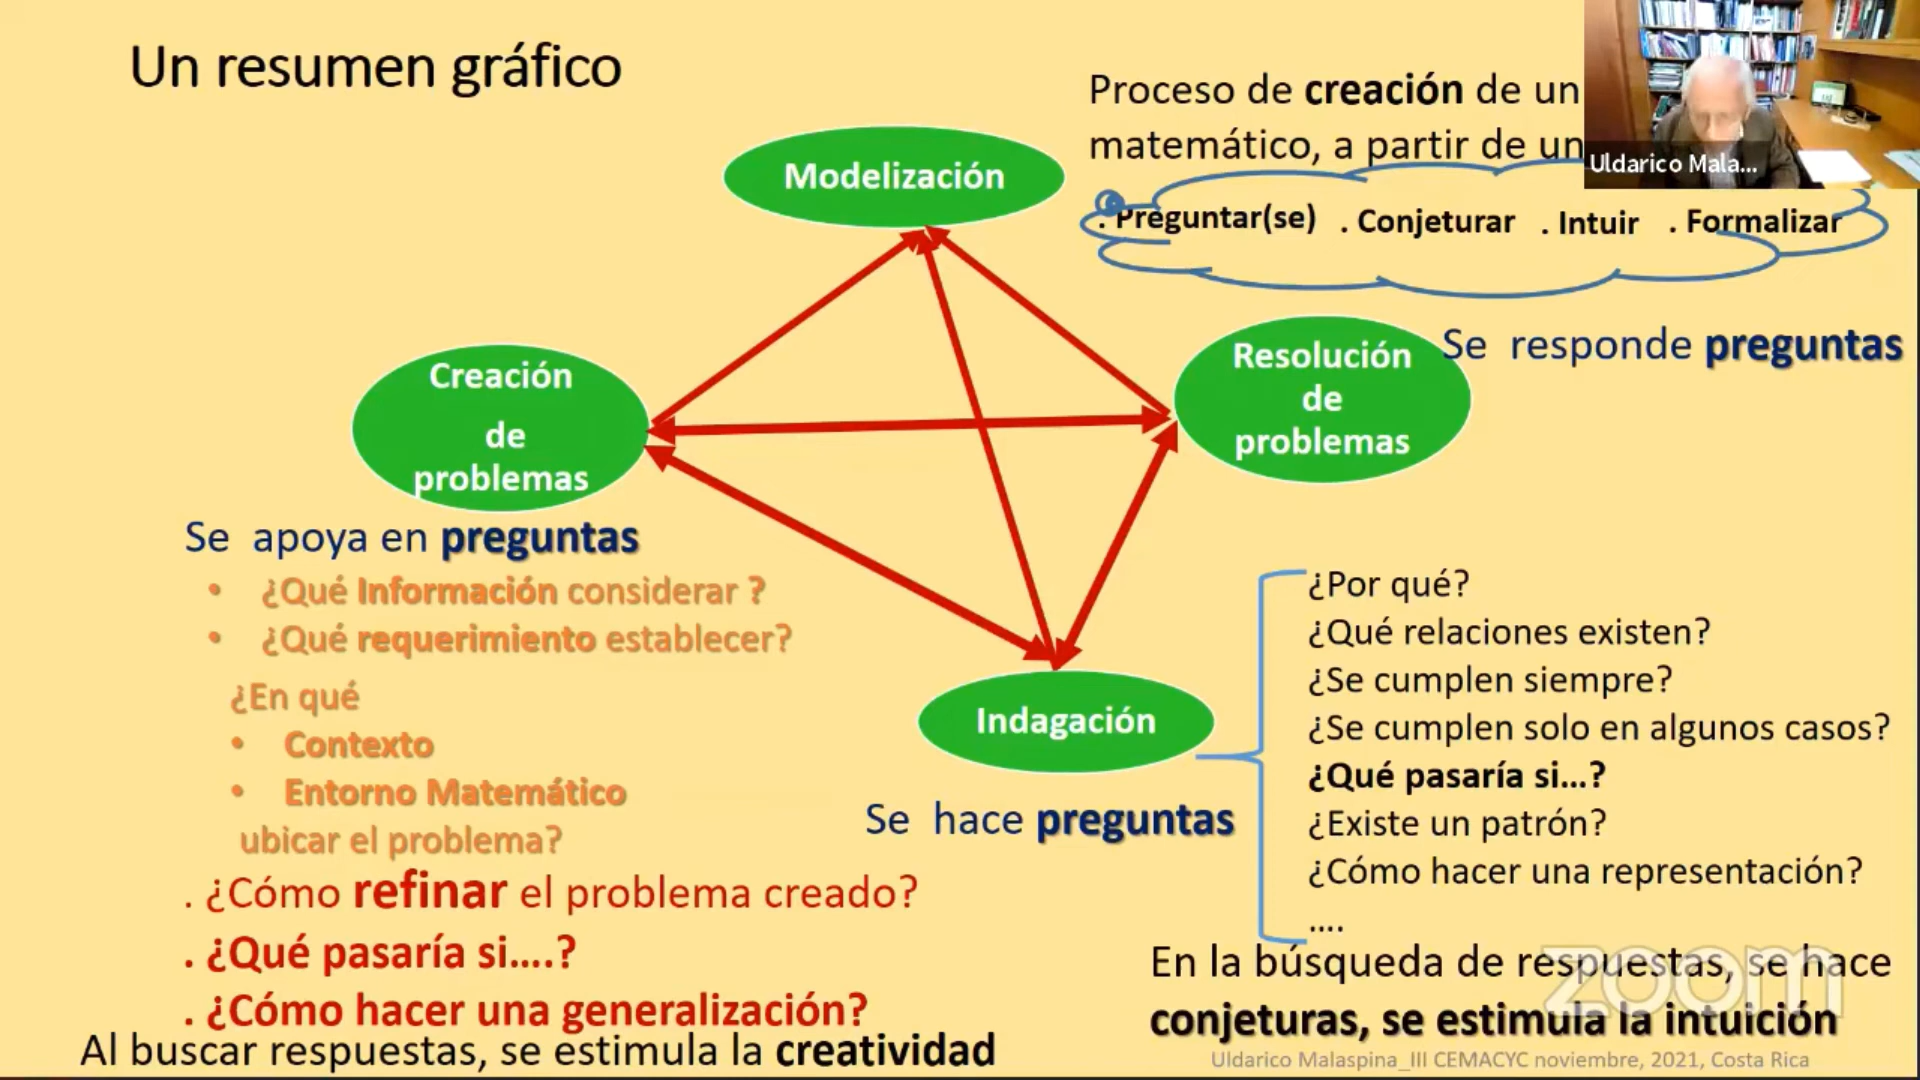 Un resumen gráfico
Proceso de creación de un
matemático, a partir de un
Uldarico Mala...
. Preguntar(se) . Conjeturar . Intuir . Formalizar
Modelización
Creación
de
problemas
Resolución
de
problemas
Se responde preguntas
Se apoya en preguntas
• ¿Qué Información considerar ?
• ¿Qué requerimiento establecer?
¿En qué
• Contexto
• Entorno Matemático
ubicar el problema?
. ¿Cómo refinar el problema creado?
. ¿Qué pasaría si….?
. ¿Cómo hacer una generalización?
Al buscar respuestas, se estimula la creatividad
Indagación
Se hace preguntas
¿Por qué?
¿Qué relaciones existen?
¿Se cumplen siempre?
¿Se cumplen solo en algunos casos?
¿Qué pasaría si…?
¿Existe un patrón?
¿Cómo hacer una representación?
….
En la búsqueda de respuestas, se hace
conjeturas, se estimula la intuición
zoom
Uldarico Malaspina_III CEMACYC noviembre, 2021, Costa Rica